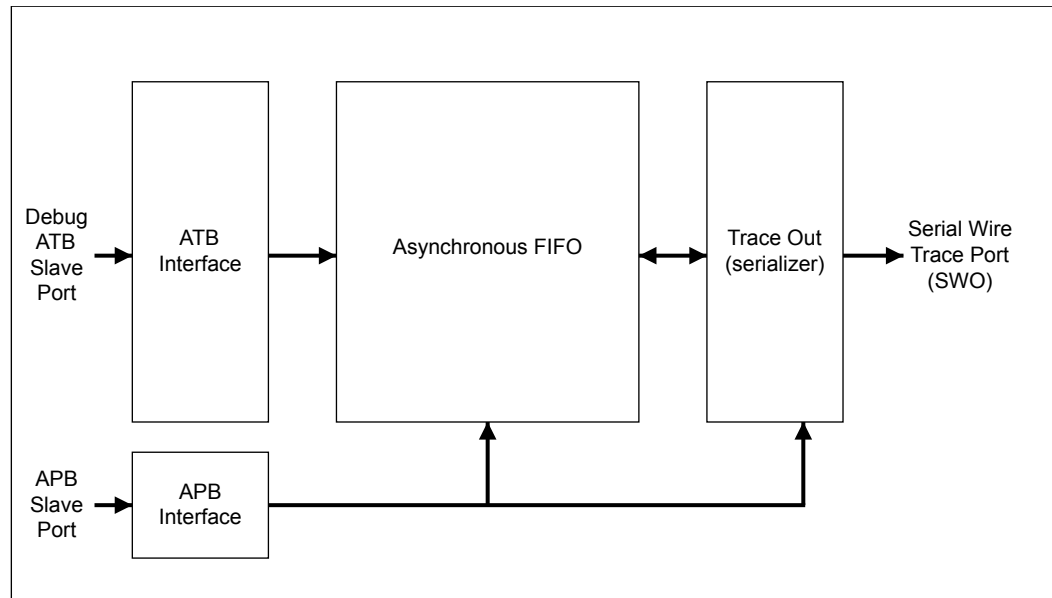 Debug
ATB
Slave
Port
ATB
Interface
Asynchronous FIFO
Trace Out
(serializer)
Serial Wire
Trace Port
(SWO)
APB
Slave
Port
APB
Interface